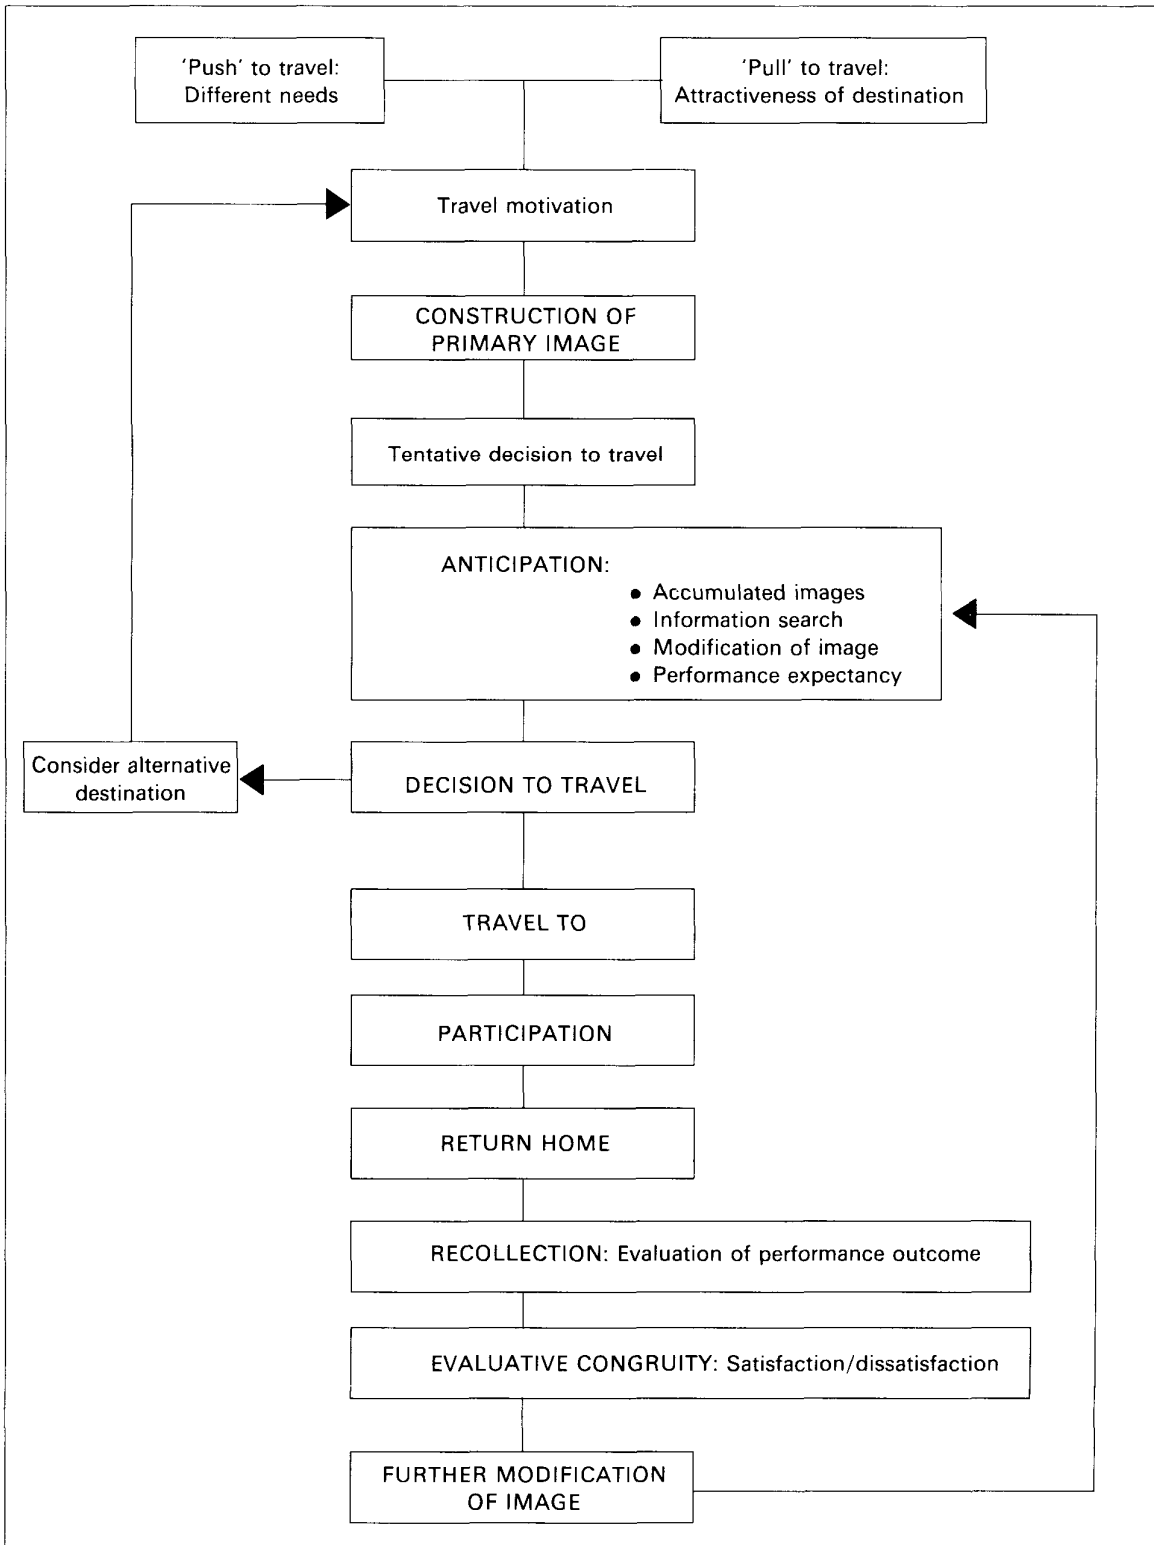 'Push' to travel:
Different needs
'Pull' to travel:
Attractiveness of destination
Travel motivation
CONSTRUCTION OF
PRIMARY IMAGE
Tentative decision to travel
ANTICIPATION:
● Accumulated images
● Information search
● Modification of image
● Performance expectancy
Consider alternative
destination
DECISION TO TRAVEL
TRAVEL TO
PARTICIPATION
RETURN HOME
RECOLLECTION: Evaluation of performance outcome
EVALUATIVE CONGRUITY: Satisfaction/dissatisfaction
FURTHER MODIFICATION
OF IMAGE